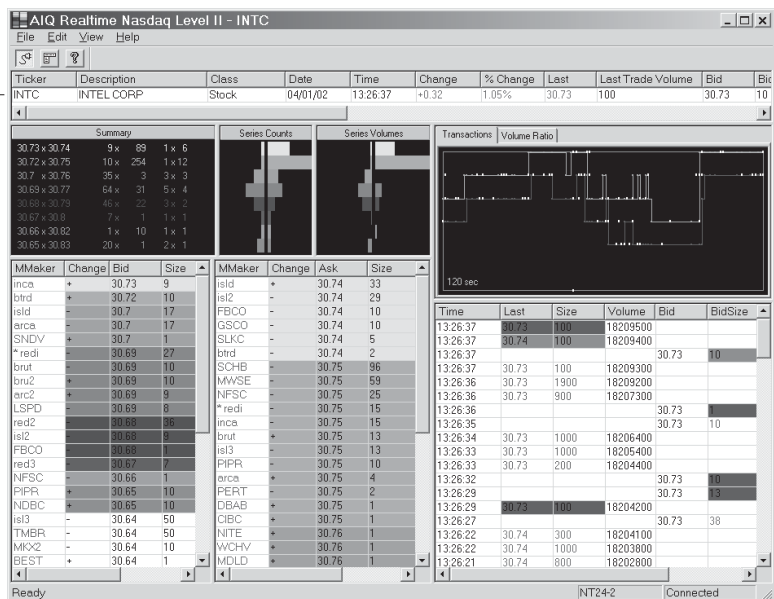 AIQ Realtime Nasdaq Level II - INTC
File Edit View Help
Ticker Description Class Date Time Change % Change Last Last Trade Volume Bid Bid
INTC INTEL CORP Stock 04/01/02 13:26:37 +0.32 1.05% 30.73 100 30.73 10
Summary
30.73 x 30.74 9 x 89 1 x 6
30.72 x 30.75 10 x 254 1 x 12
30.7 x 30.76 35 x 3 3 x 3
30.69 x 30.77 64 x 31 5 x 4
30.68 x 30.79 46 x 22 3 x 2
30.67 x 30.8 7 x 1 1 x 1
30.66 x 30.82 1 x 10 1 x 1
30.65 x 30.83 20 x 1 2 x 1
Series Counts
Series Volumes
Transactions Volume Ratio
120 sec
MMaker Change Bid Size
inca + 30.73 9
btrd + 30.72 10
isld - 30.7 17
arca - 30.7 17
SNDV + 30.7 1
* redi - 30.69 27
brut - 30.69 10
bru2 + 30.69 10
arc2 + 30.69 9
LSPD - 30.69 8
red2 - 30.68 36
isl2 - 30.68 9
FBCO - 30.68 1
red3 - 30.67 7
NFSC - 30.66 1
PIPR + 30.65 10
NDBC + 30.65 10
isl3 - 30.64 50
TMBR - 30.64 50
MKX2 - 30.64 10
BEST + 30.64 1
MMaker Change Ask Size
isld + 30.74 33
isl2 - 30.74 29
FBCO - 30.74 10
GSCO - 30.74 10
SLKC - 30.74 5
btrd - 30.74 2
SCHB - 30.75 96
MWSE - 30.75 59
NFSC - 30.75 25
* redi - 30.75 15
inca - 30.75 15
brut + 30.75 13
isl3 - 30.75 13
PIPR - 30.75 10
arca + 30.75 4
PERT - 30.75 2
DBAB + 30.75 1
CIBC + 30.75 1
NITE + 30.76 1
WCHV + 30.76 1
MDLD + 30.76 1
Time Last Size Volume Bid BidSize
13:26:37 30.73 100 18209500
13:26:37 30.74 100 18209400
13:26:37 30.73 10
13:26:37 30.73 100 18209300
13:26:36 30.73 1900 18209200
13:26:36 30.73 900 18207300
13:26:36 30.73 1
13:26:35 30.73 10
13:26:34 30.73 1000 18206400
13:26:33 30.73 1000 18205400
13:26:33 30.73 200 18204400
13:26:32 30.73 10
13:26:29 30.73 13
13:26:29 30.73 100 18204200
13:26:27 30.73 38
13:26:22 30.74 300 18204100
13:26:22 30.74 1000 18203800
13:26:21 30.74 800 18202800
Ready NT24-2 Connected